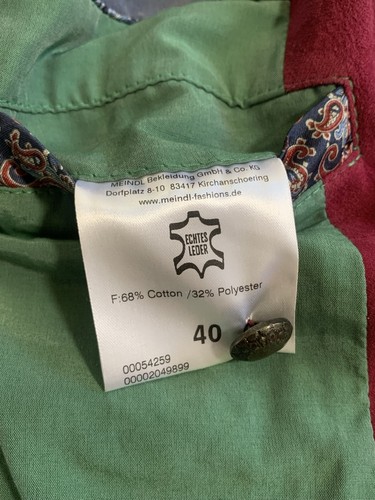 MEINDL Bekleidung GmbH & Co. KG
Dorfplatz 8-10 83417 Kirchanschoering
www.meindl-fashions.de
ECHTES
LEDER
F:68% Cotton /32% Polyester
40
00054259
00002049899